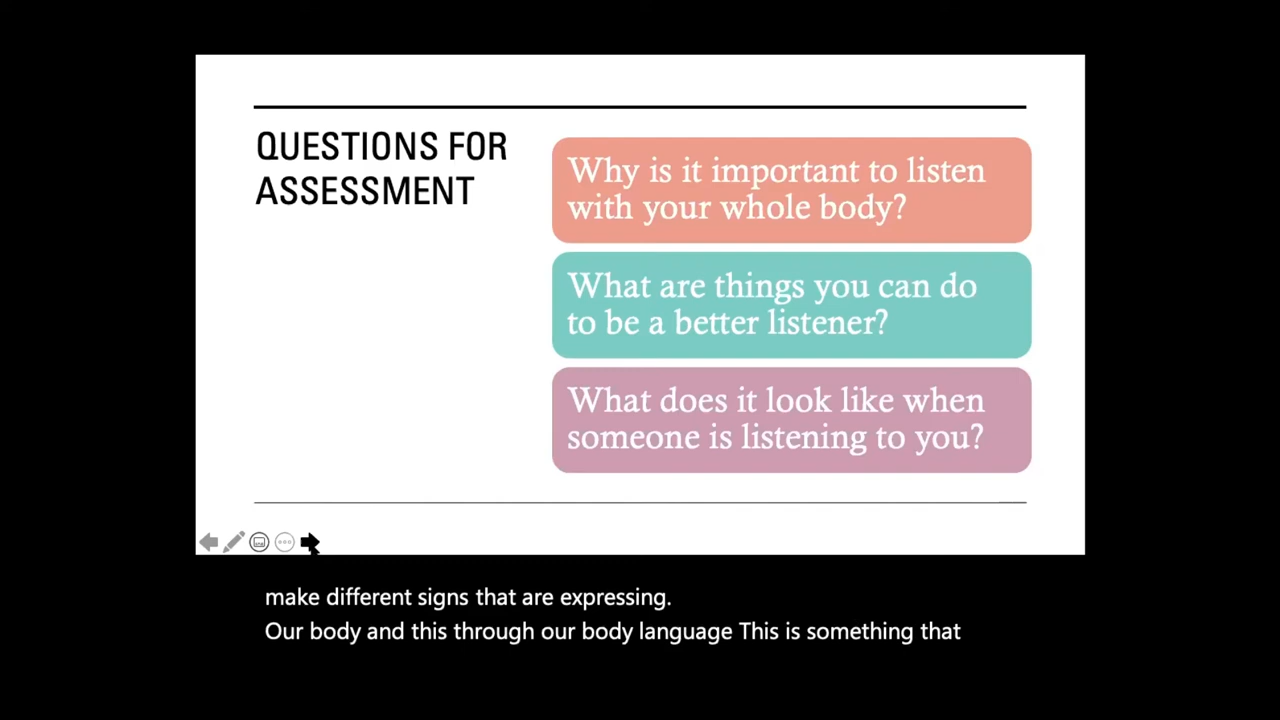 QUESTIONS FOR
ASSESSMENT
Why is it important to listen
with your whole body?
What are things you can do
to be a better listener?
What does it look like when
someone is listening to you?
make different signs that are expressing.
Our body and this through our body language This is something that